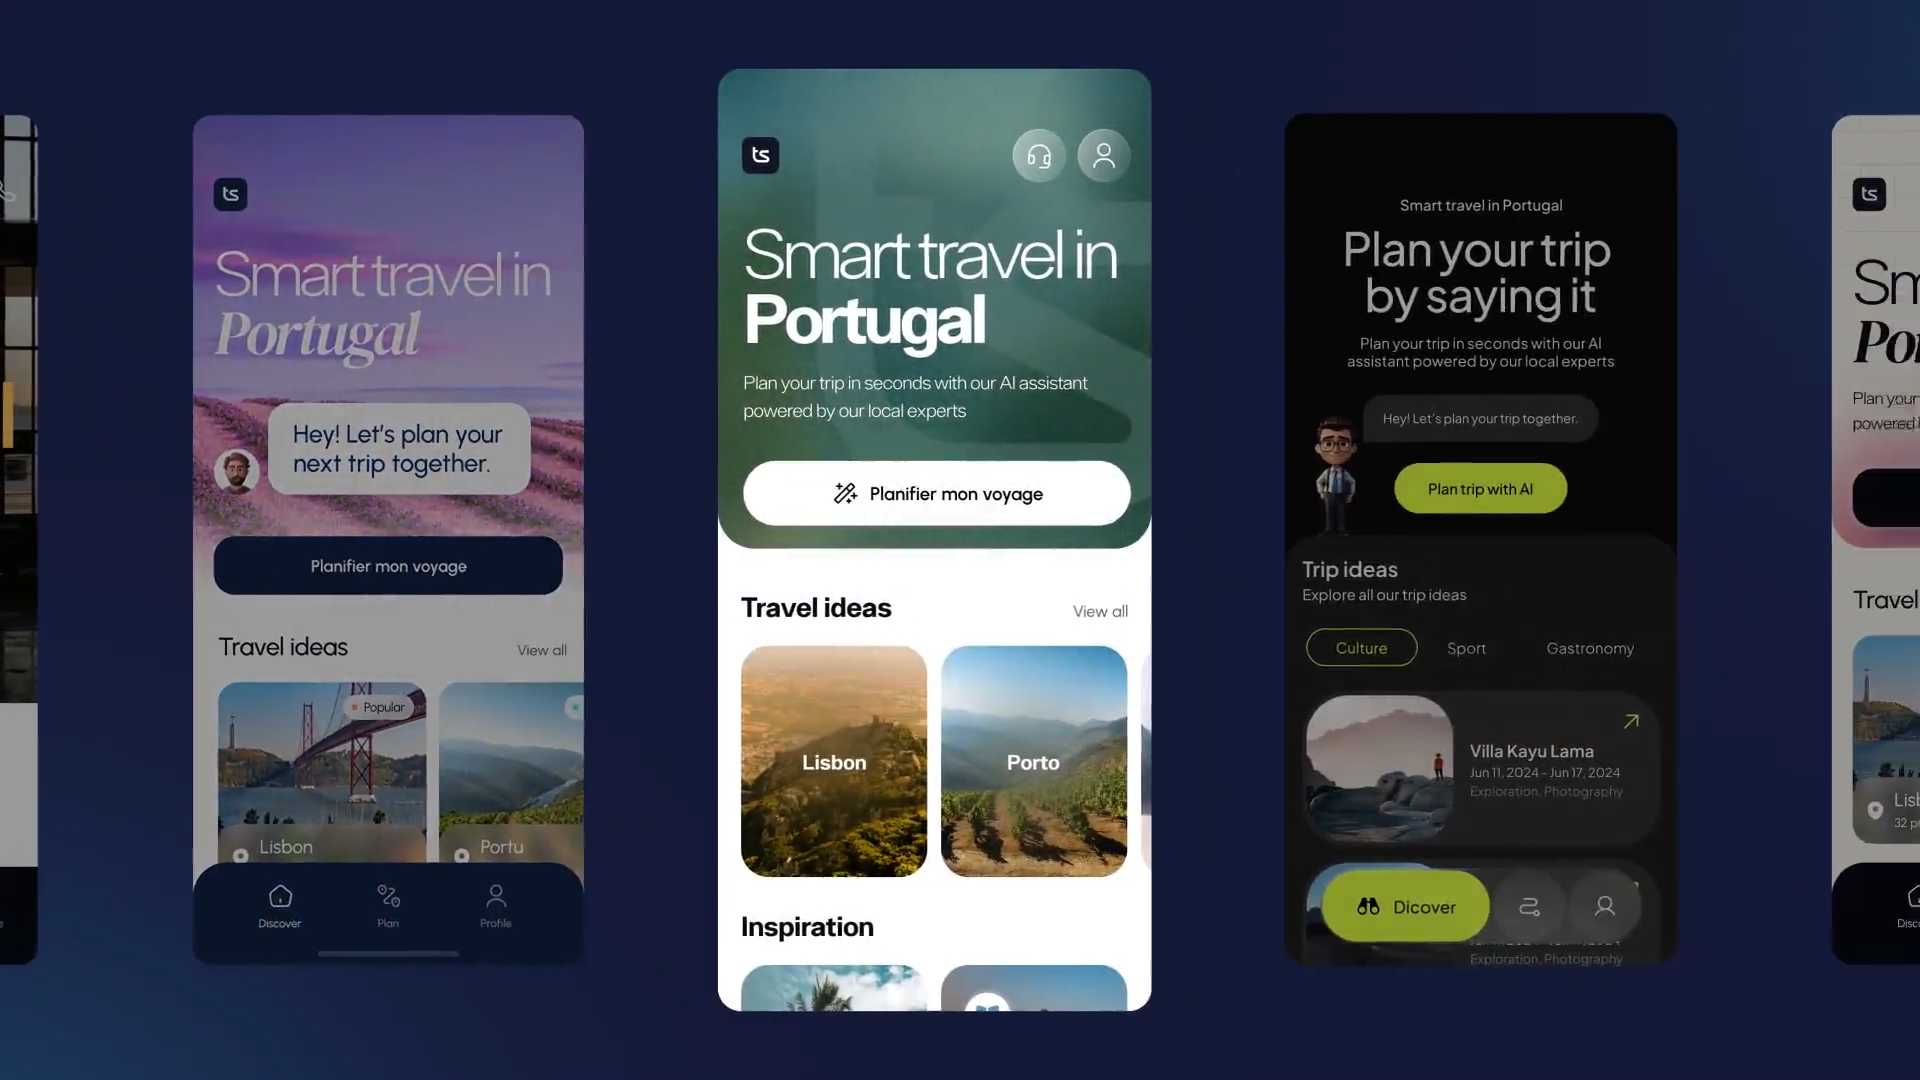 ts
Smart travel in
Portugal
Hey! Let's plan your
next trip together.
Planifier mon voyage
Travel ideas
View all
Popular
Lisbon
Portu
Discover
Plan
Profile
ts
Smart travel in
Portugal
Plan your trip in seconds with our AI assistant
powered by our local experts
Planifier mon voyage
Travel ideas
View all
Lisbon
Porto
Inspiration
Smart travel in Portugal
Plan your trip
by saying it
Plan your trip in seconds with our AI
assistant powered by our local experts
Hey! Let's plan your trip together.
Plan trip with AI
Trip ideas
Explore all our trip ideas
Culture
Sport
Gastronomy
Villa Kayu Lama
Jun 11, 2024 - Jun 17, 2024
Exploration, Photography
Dicover
Exploration, Photography
ts
Sm
Por
Plan your
powered
Travel
Lisb
32 p
Disc